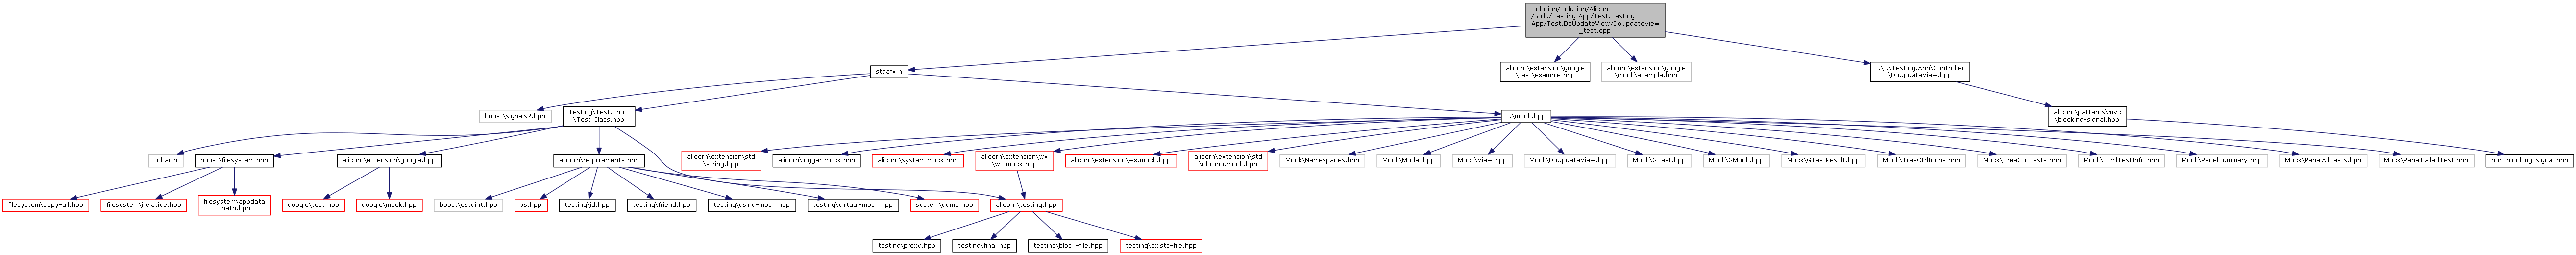 Solution/Solution/Alicorn
/Build/Testing.App/Test.Testing.
App/Test.DoUpdateView/DoUpdateView
_test.cpp
stdafx.h
alicorn\extension\google
\test\example.hpp
alicorn\extension\google
\mock\example.hpp
..\..\Testing.App\Controller
\DoUpdateView.hpp
boost\signals2.hpp
Testing\Test.Front
\Test.Class.hpp
..\mock.hpp
alicorn\patterns\mvc
\blocking-signal.hpp
tchar.h
boost\filesystem.hpp
alicorn\extension\google.hpp
alicorn\requirements.hpp
alicorn\extension\std
\string.hpp
alicorn\logger.mock.hpp
alicorn\system.mock.hpp
alicorn\extension\wx
\wx.mock.hpp
alicorn\extension\wx.mock.hpp
alicorn\extension\std
\chrono.mock.hpp
Mock\Namespaces.hpp
Mock\Model.hpp
Mock\View.hpp
Mock\DoUpdateView.hpp
Mock\GTest.hpp
Mock\GMock.hpp
Mock\GTestResult.hpp
Mock\TreeCtrlIcons.hpp
Mock\TreeCtrlTests.hpp
Mock\HtmlTestInfo.hpp
Mock\PanelSummary.hpp
Mock\PanelAllTests.hpp
Mock\PanelFailedTest.hpp
non-blocking-signal.hpp
filesystem\copy-all.hpp
filesystem\irelative.hpp
filesystem\appdata
-path.hpp
google\test.hpp
google\mock.hpp
boost\cstdint.hpp
vs.hpp
testing\id.hpp
testing\friend.hpp
testing\using-mock.hpp
testing\virtual-mock.hpp
system\dump.hpp
alicorn\testing.hpp
testing\proxy.hpp
testing\final.hpp
testing\block-file.hpp
testing\exists-file.hpp